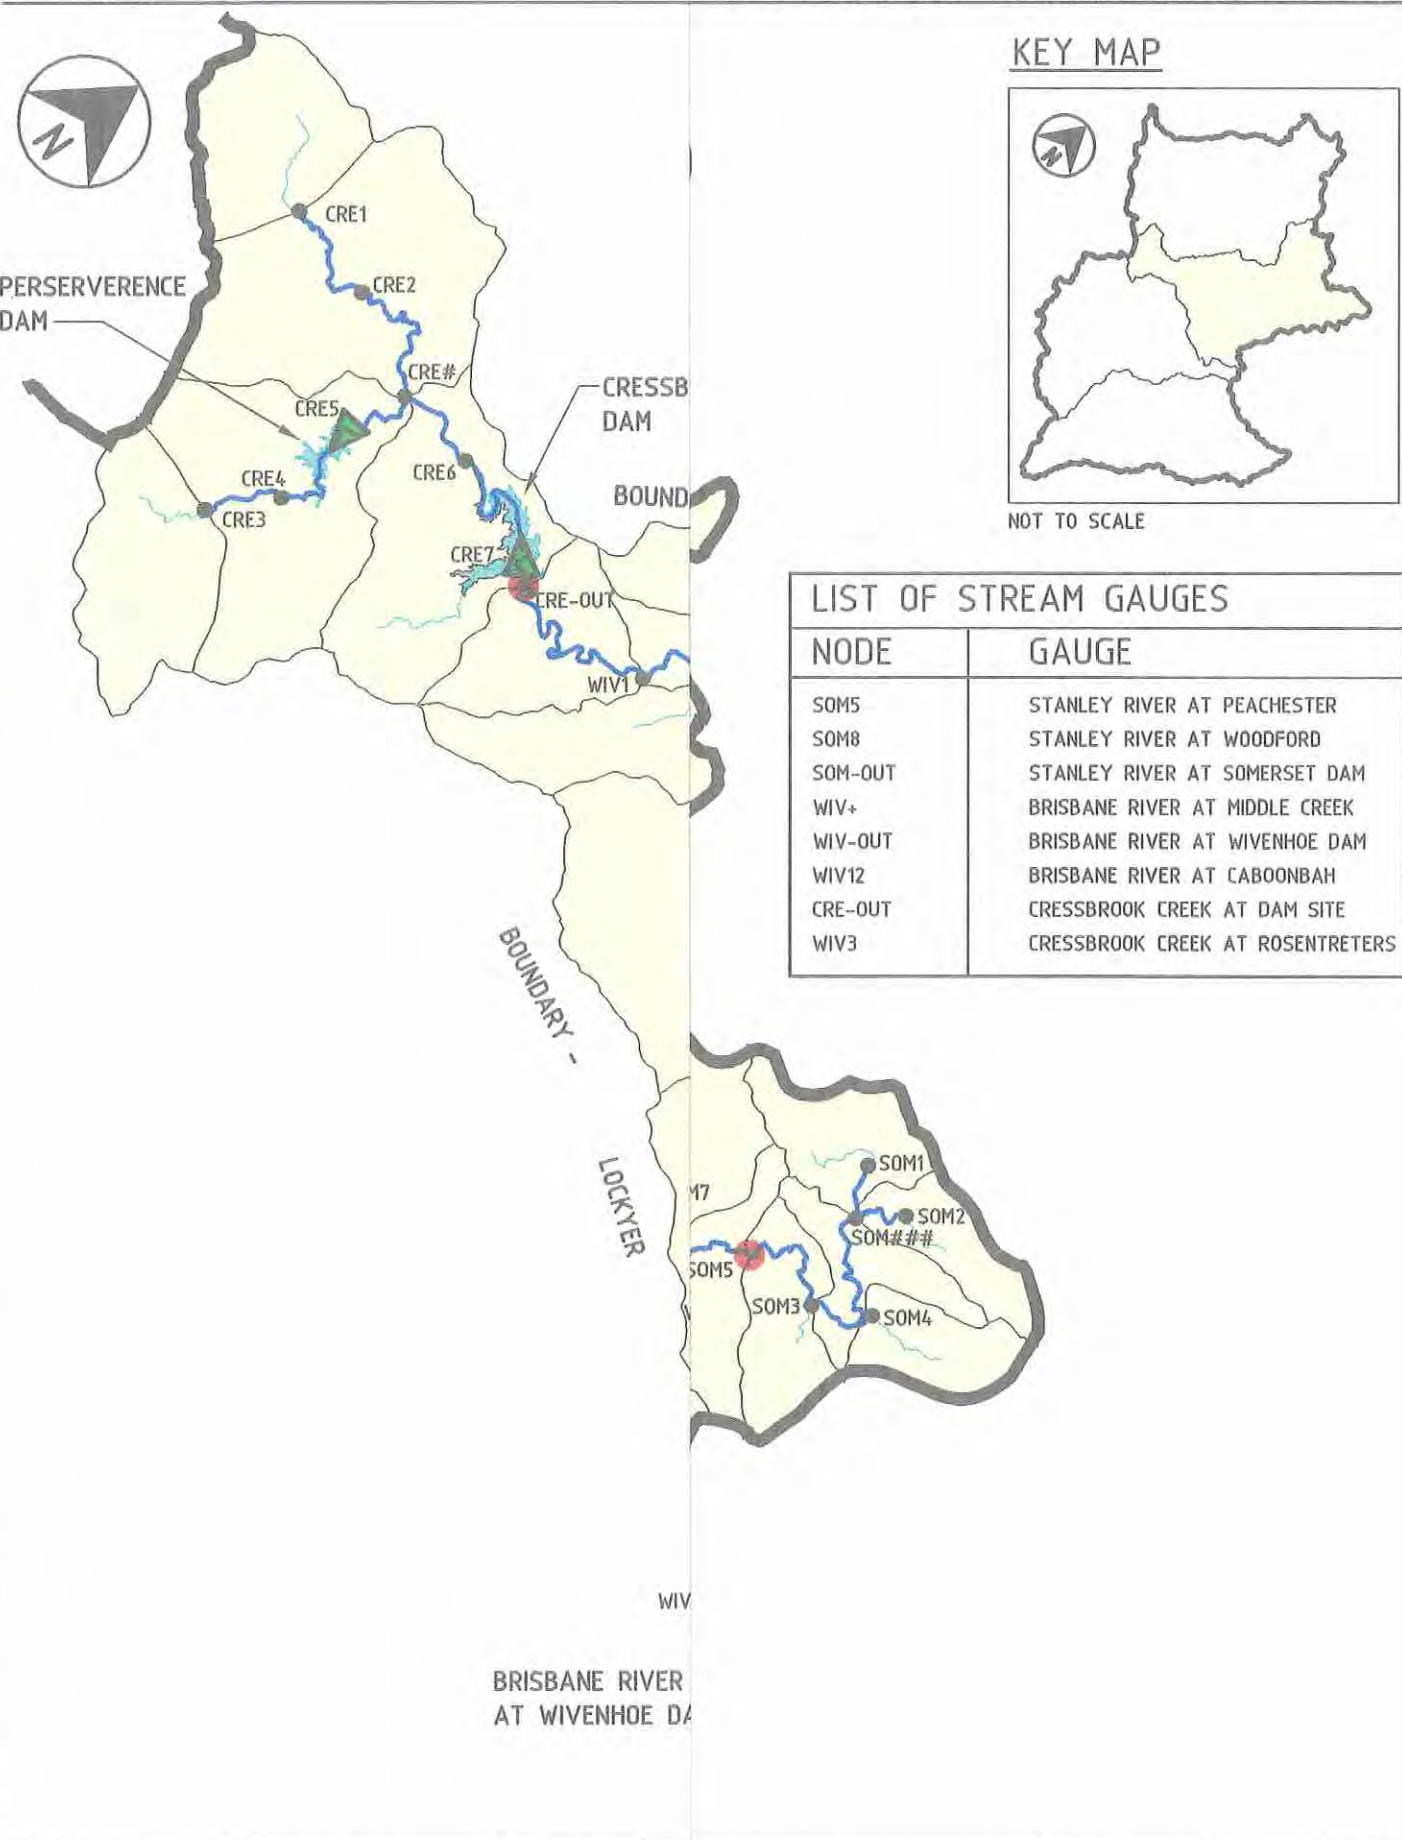 KEY MAP
N
N
NOT TO SCALE
CRE1
CRE2
PERSERVERENCE
DAM
CRE#
CRE5
CRESSB
DAM
CRE6
CRE4
CRE3
BOUND
CRE7
CRE-OUT
WIV1
LIST OF STREAM GAUGES
NODE GAUGE
SOM5 STANLEY RIVER AT PEACHESTER
SOM8 STANLEY RIVER AT WOODFORD
SOM-OUT STANLEY RIVER AT SOMERSET DAM
WIV+ BRISBANE RIVER AT MIDDLE CREEK
WIV-OUT BRISBANE RIVER AT WIVENHOE DAM
WIV12 BRISBANE RIVER AT CABOONBAH
CRE-OUT CRESSBROOK CREEK AT DAM SITE
WIV3 CRESSBROOK CREEK AT ROSENTRETERS
BOUNDARY -
LOCKYER
M7
SOM1
SOM2
SOM###
SOM5
SOM3
SOM4
WIV
BRISBANE RIVER
AT WIVENHOE DA